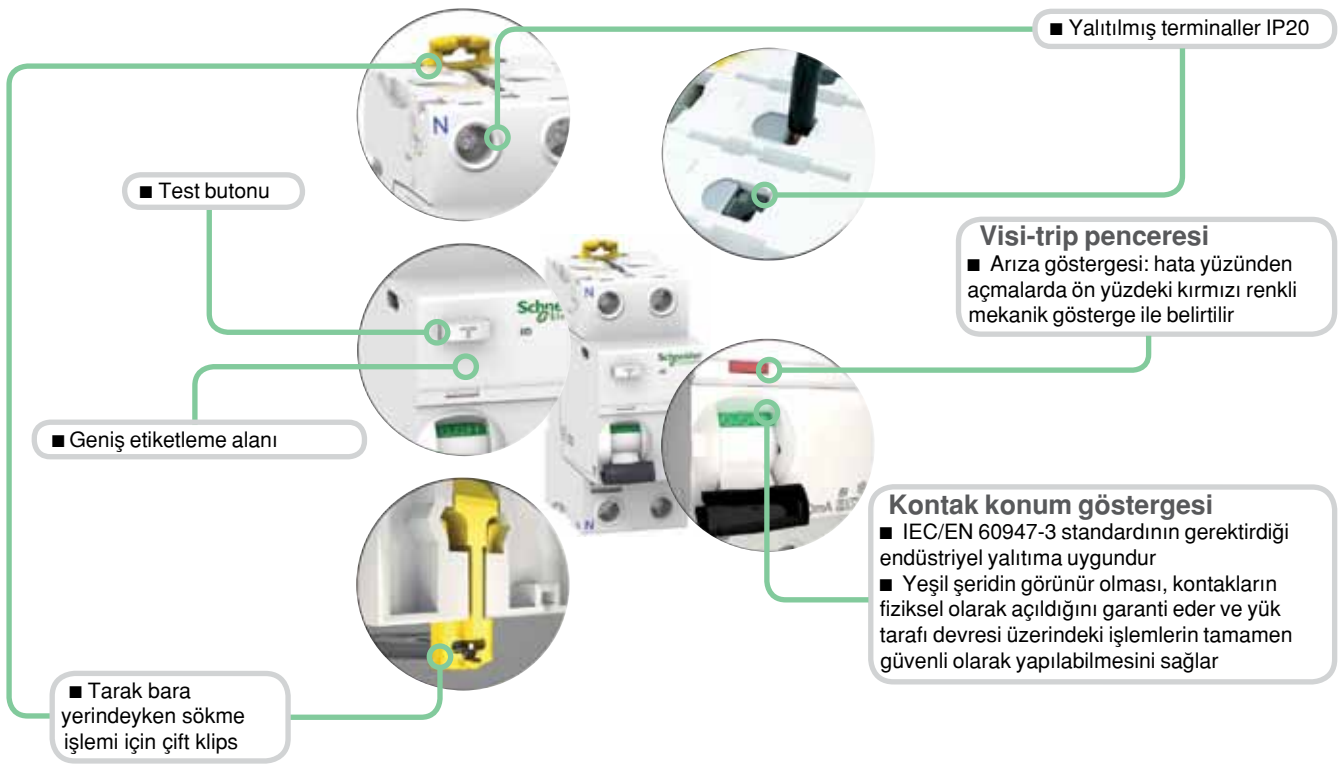 ■ Yalıtılmış terminaller IP20
N
■ Test butonu
Visi-trip penceresi
■ Arıza göstergesi: hata yüzünden
açmalarda ön yüzdeki kırmızı renkli
mekanik gösterge ile belirtilir
N
Schneider
■ Geniş etiketleme alanı
N
Kontak konum göstergesi
■ IEC/EN 60947-3 standardının gerektirdiği
endüstriyel yalıtıma uygundur
■ Yeşil şeridin görünür olması, kontakların
fiziksel olarak açıldığını garanti eder ve yük
tarafı devresi üzerindeki işlemlerin tamamen
güvenli olarak yapılabilmesini sağlar
■ Tarak bara
yerindeyken sökme
işlemi için çift klips